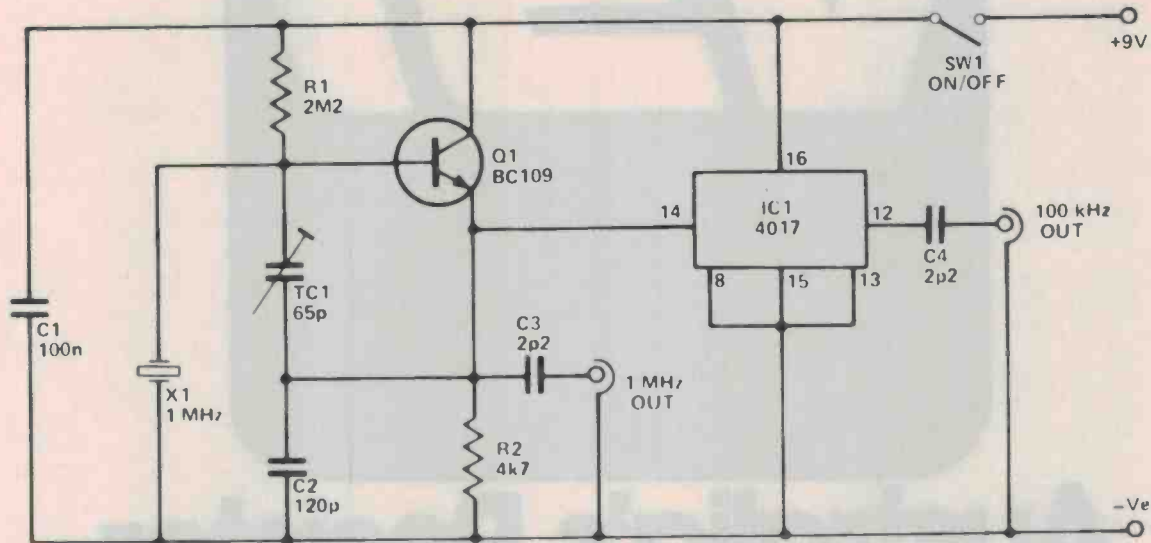 +9V
SW1
ON/OFF
R1
2M2
Q1
BC109
16
14
IC1
4017
12
100 kHz
OUT
C4
2p2
8
15
13
TC1
65p
C1
100n
C3
2p2
X1
1 MHz
1 MHz
OUT
R2
4k7
C2
120p
-Ve